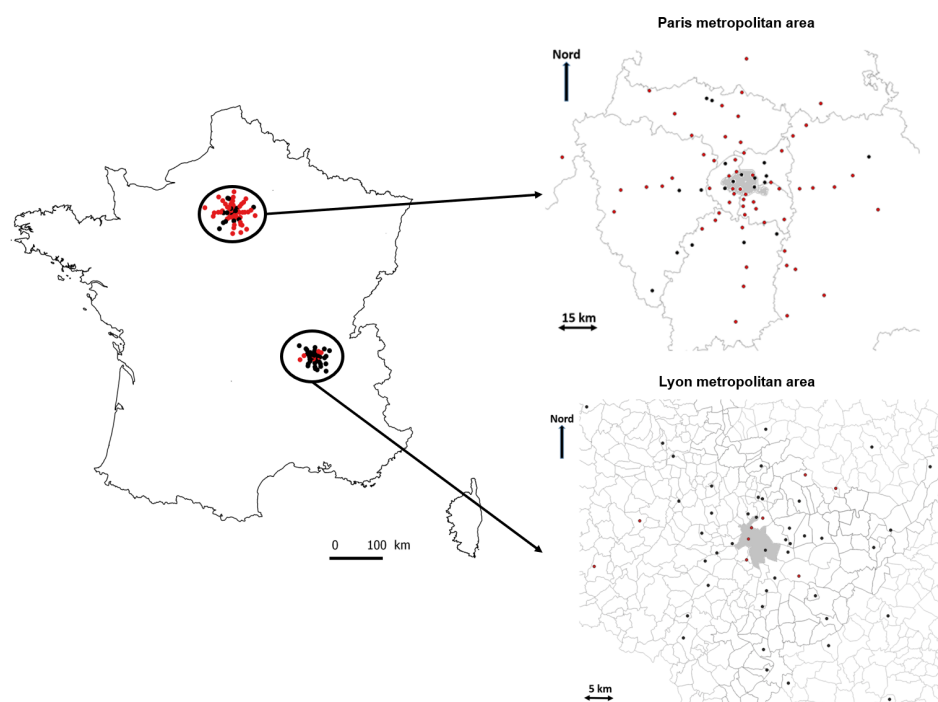 Paris metropolitan area
Nord
15 km
Lyon metropolitan area
Nord
0 100 km
5 km